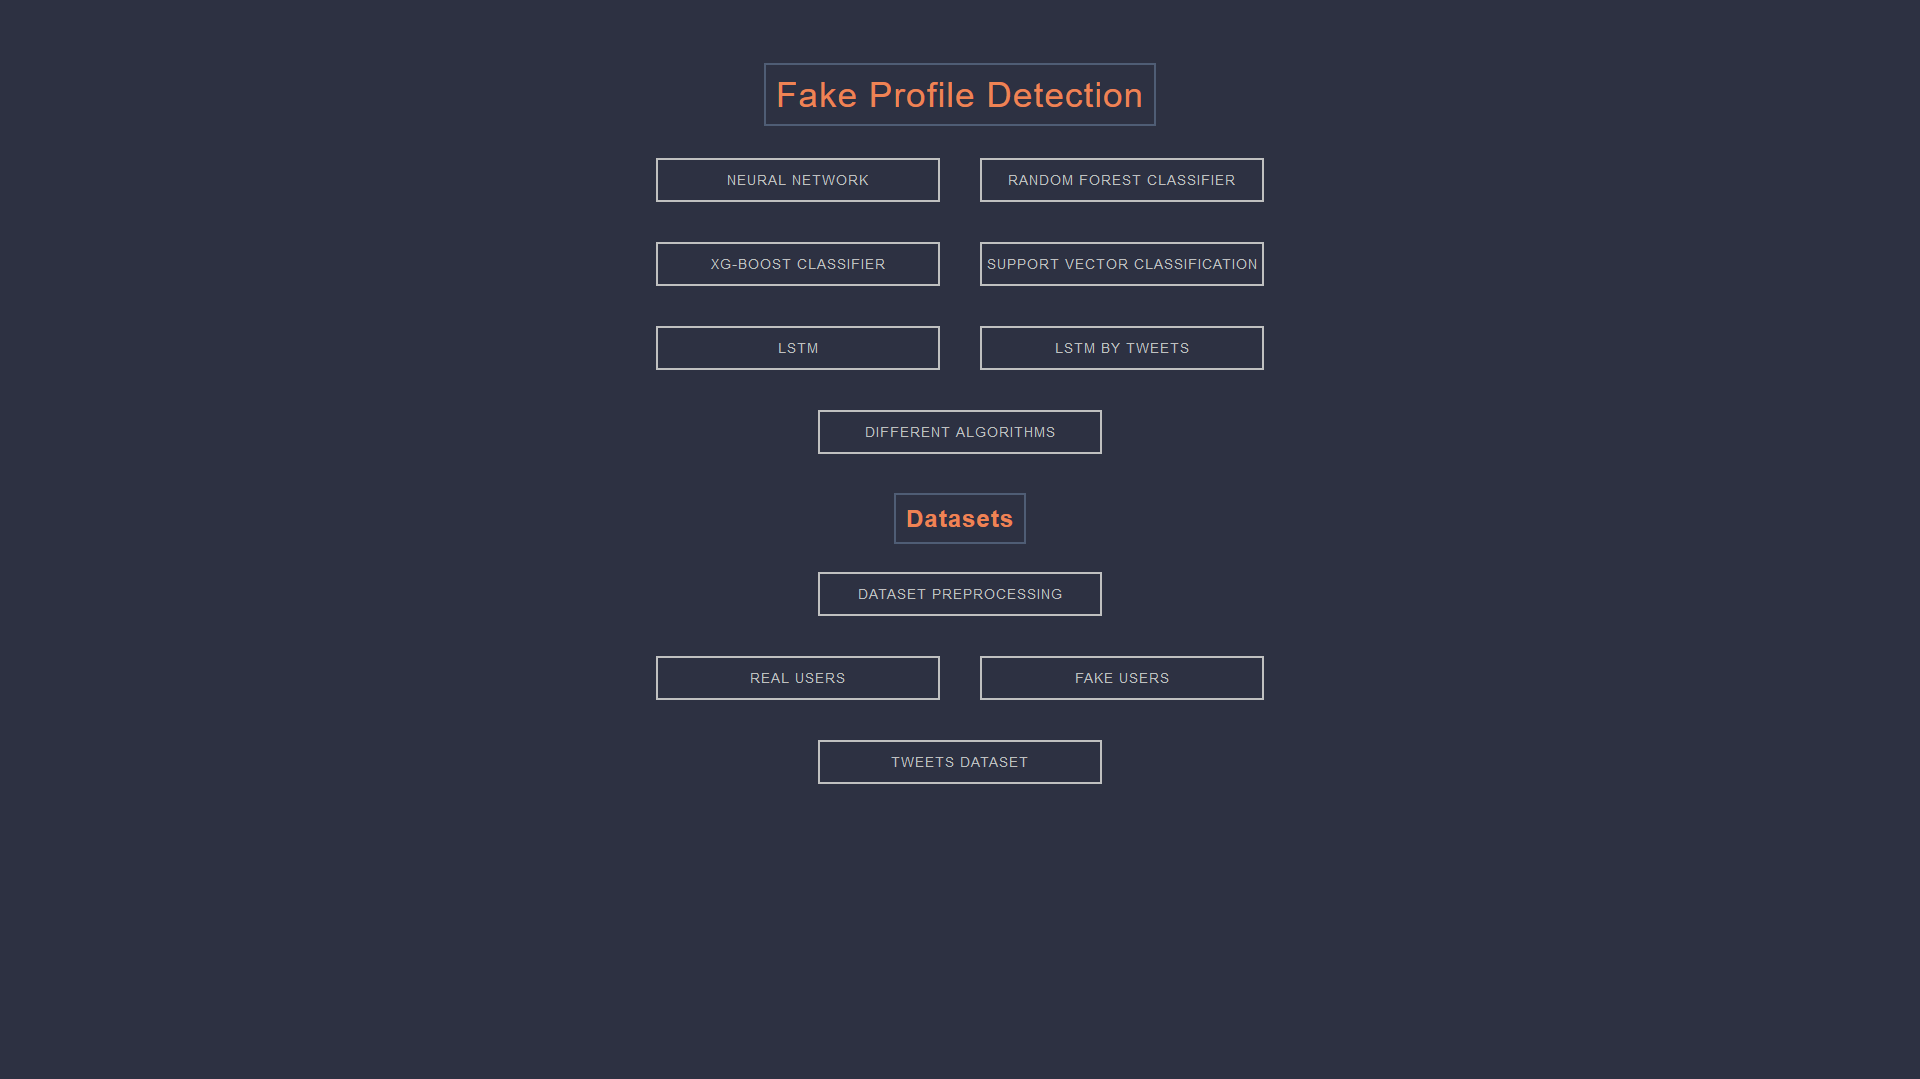 Fake Profile Detection
NEURAL NETWORK
RANDOM FOREST CLASSIFIER
XG-BOOST CLASSIFIER
SUPPORT VECTOR CLASSIFICATION
LSTM
LSTM BY TWEETS
DIFFERENT ALGORITHMS
Datasets
DATASET PREPROCESSING
REAL USERS
FAKE USERS
TWEETS DATASET